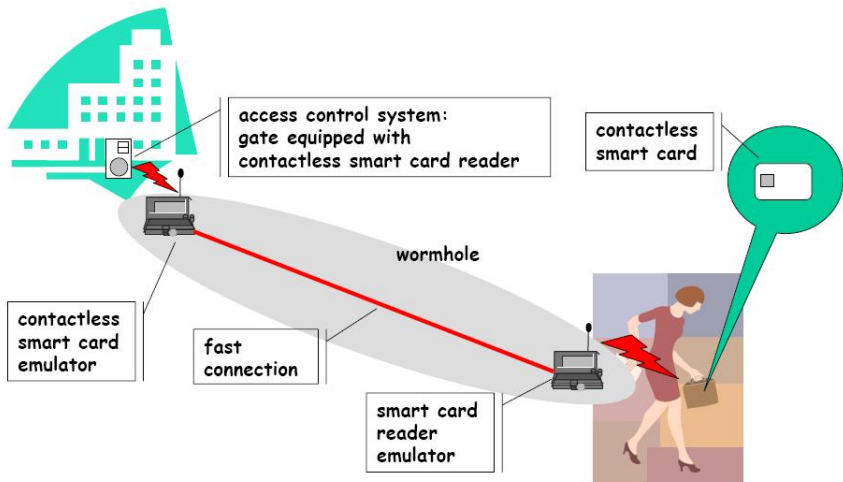 access control system:
gate equipped with
contactless smart card reader
contactless
smart card
wormhole
contactless
smart card
emulator
fast
connection
smart card
reader
emulator